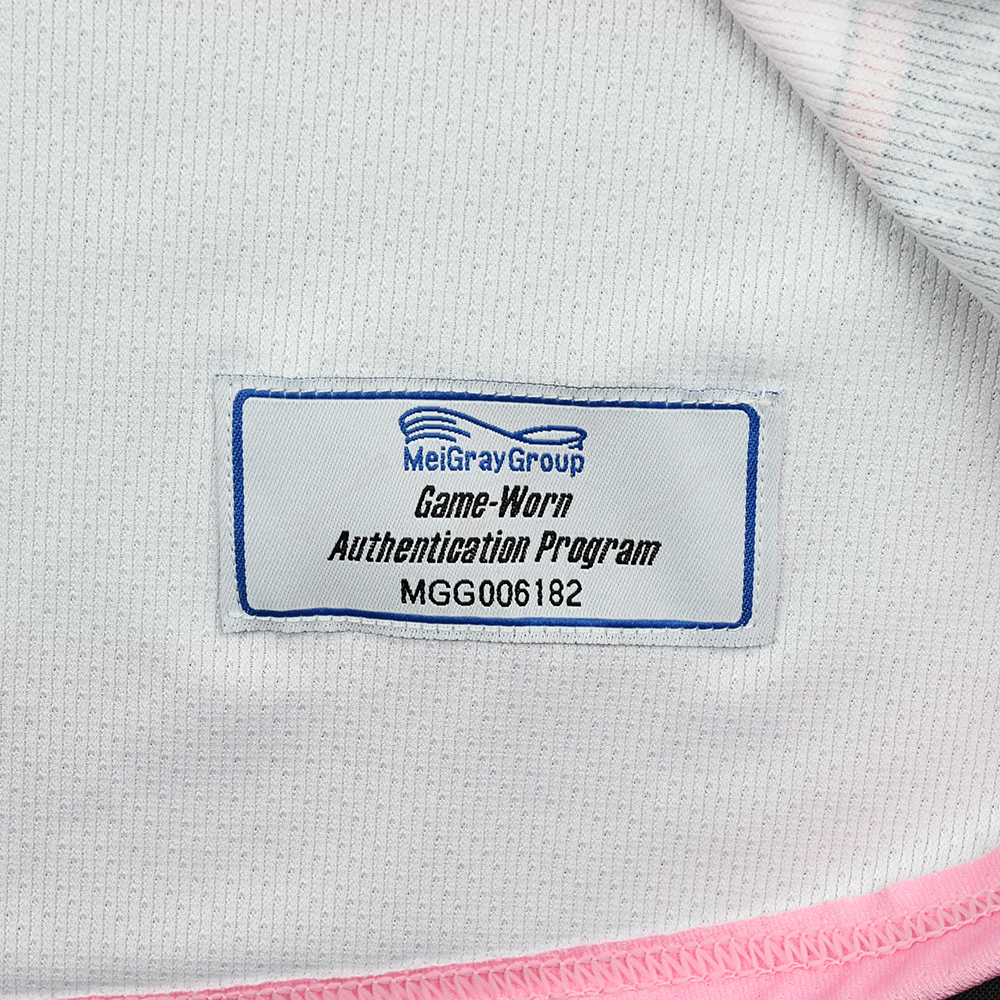 MeiGrayGroup
Game-Worn
Authentication Program
MGG006182